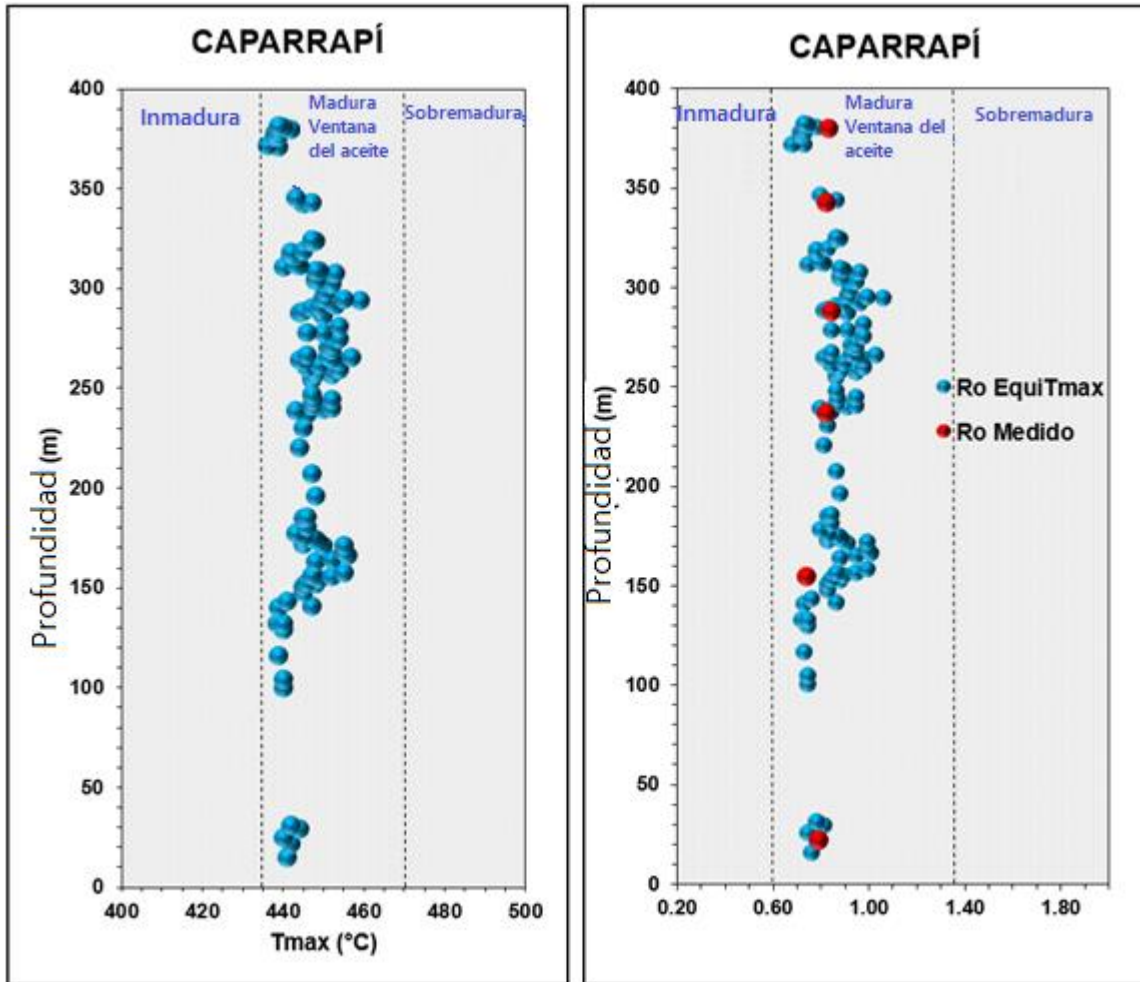 CAPARRAPÍ
Inmadura
Madura
Ventana
del aceite
Sobremadura
400
350
300
250
200
150
100
50
0
Profundidad (m)
400 420 440 460 480 500
Tmax (°C)
CAPARRAPÍ
Inmadura
Madura
Ventana del
aceite
Sobremadura
400
350
300
250
200
150
100
50
0
Profundidad (m)
Ro EquiTmax
Ro Medido
0.20 0.60 1.00 1.40 1.80